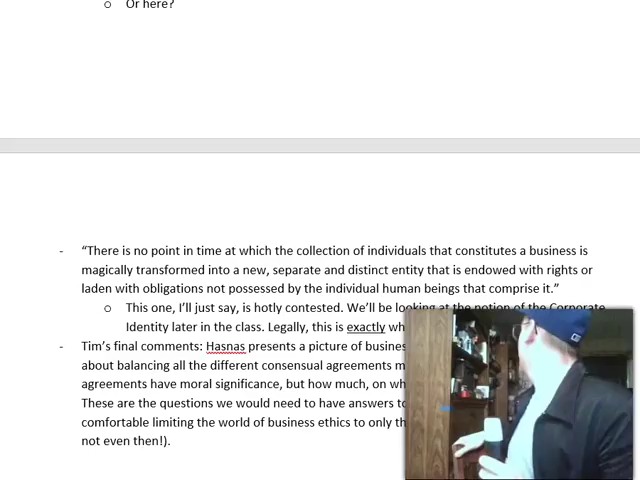 o Or here?
- “There is no point in time at which the collection of individuals that constitutes a business is
magically transformed into a new, separate and distinct entity that is endowed with rights or
laden with obligations not possessed by the individual human beings that comprise it.”
o This one, I’ll just say, is hotly contested. We’ll be looking at the notion of the Corporate
Identity later in the class. Legally, this is exactly wh
- Tim’s final comments: Hasnas presents a picture of busines
about balancing all the different consensual agreements m
agreements have moral significance, but how much, on wh
These are the questions we would need to have answers to
comfortable limiting the world of business ethics to only th
not even then!).